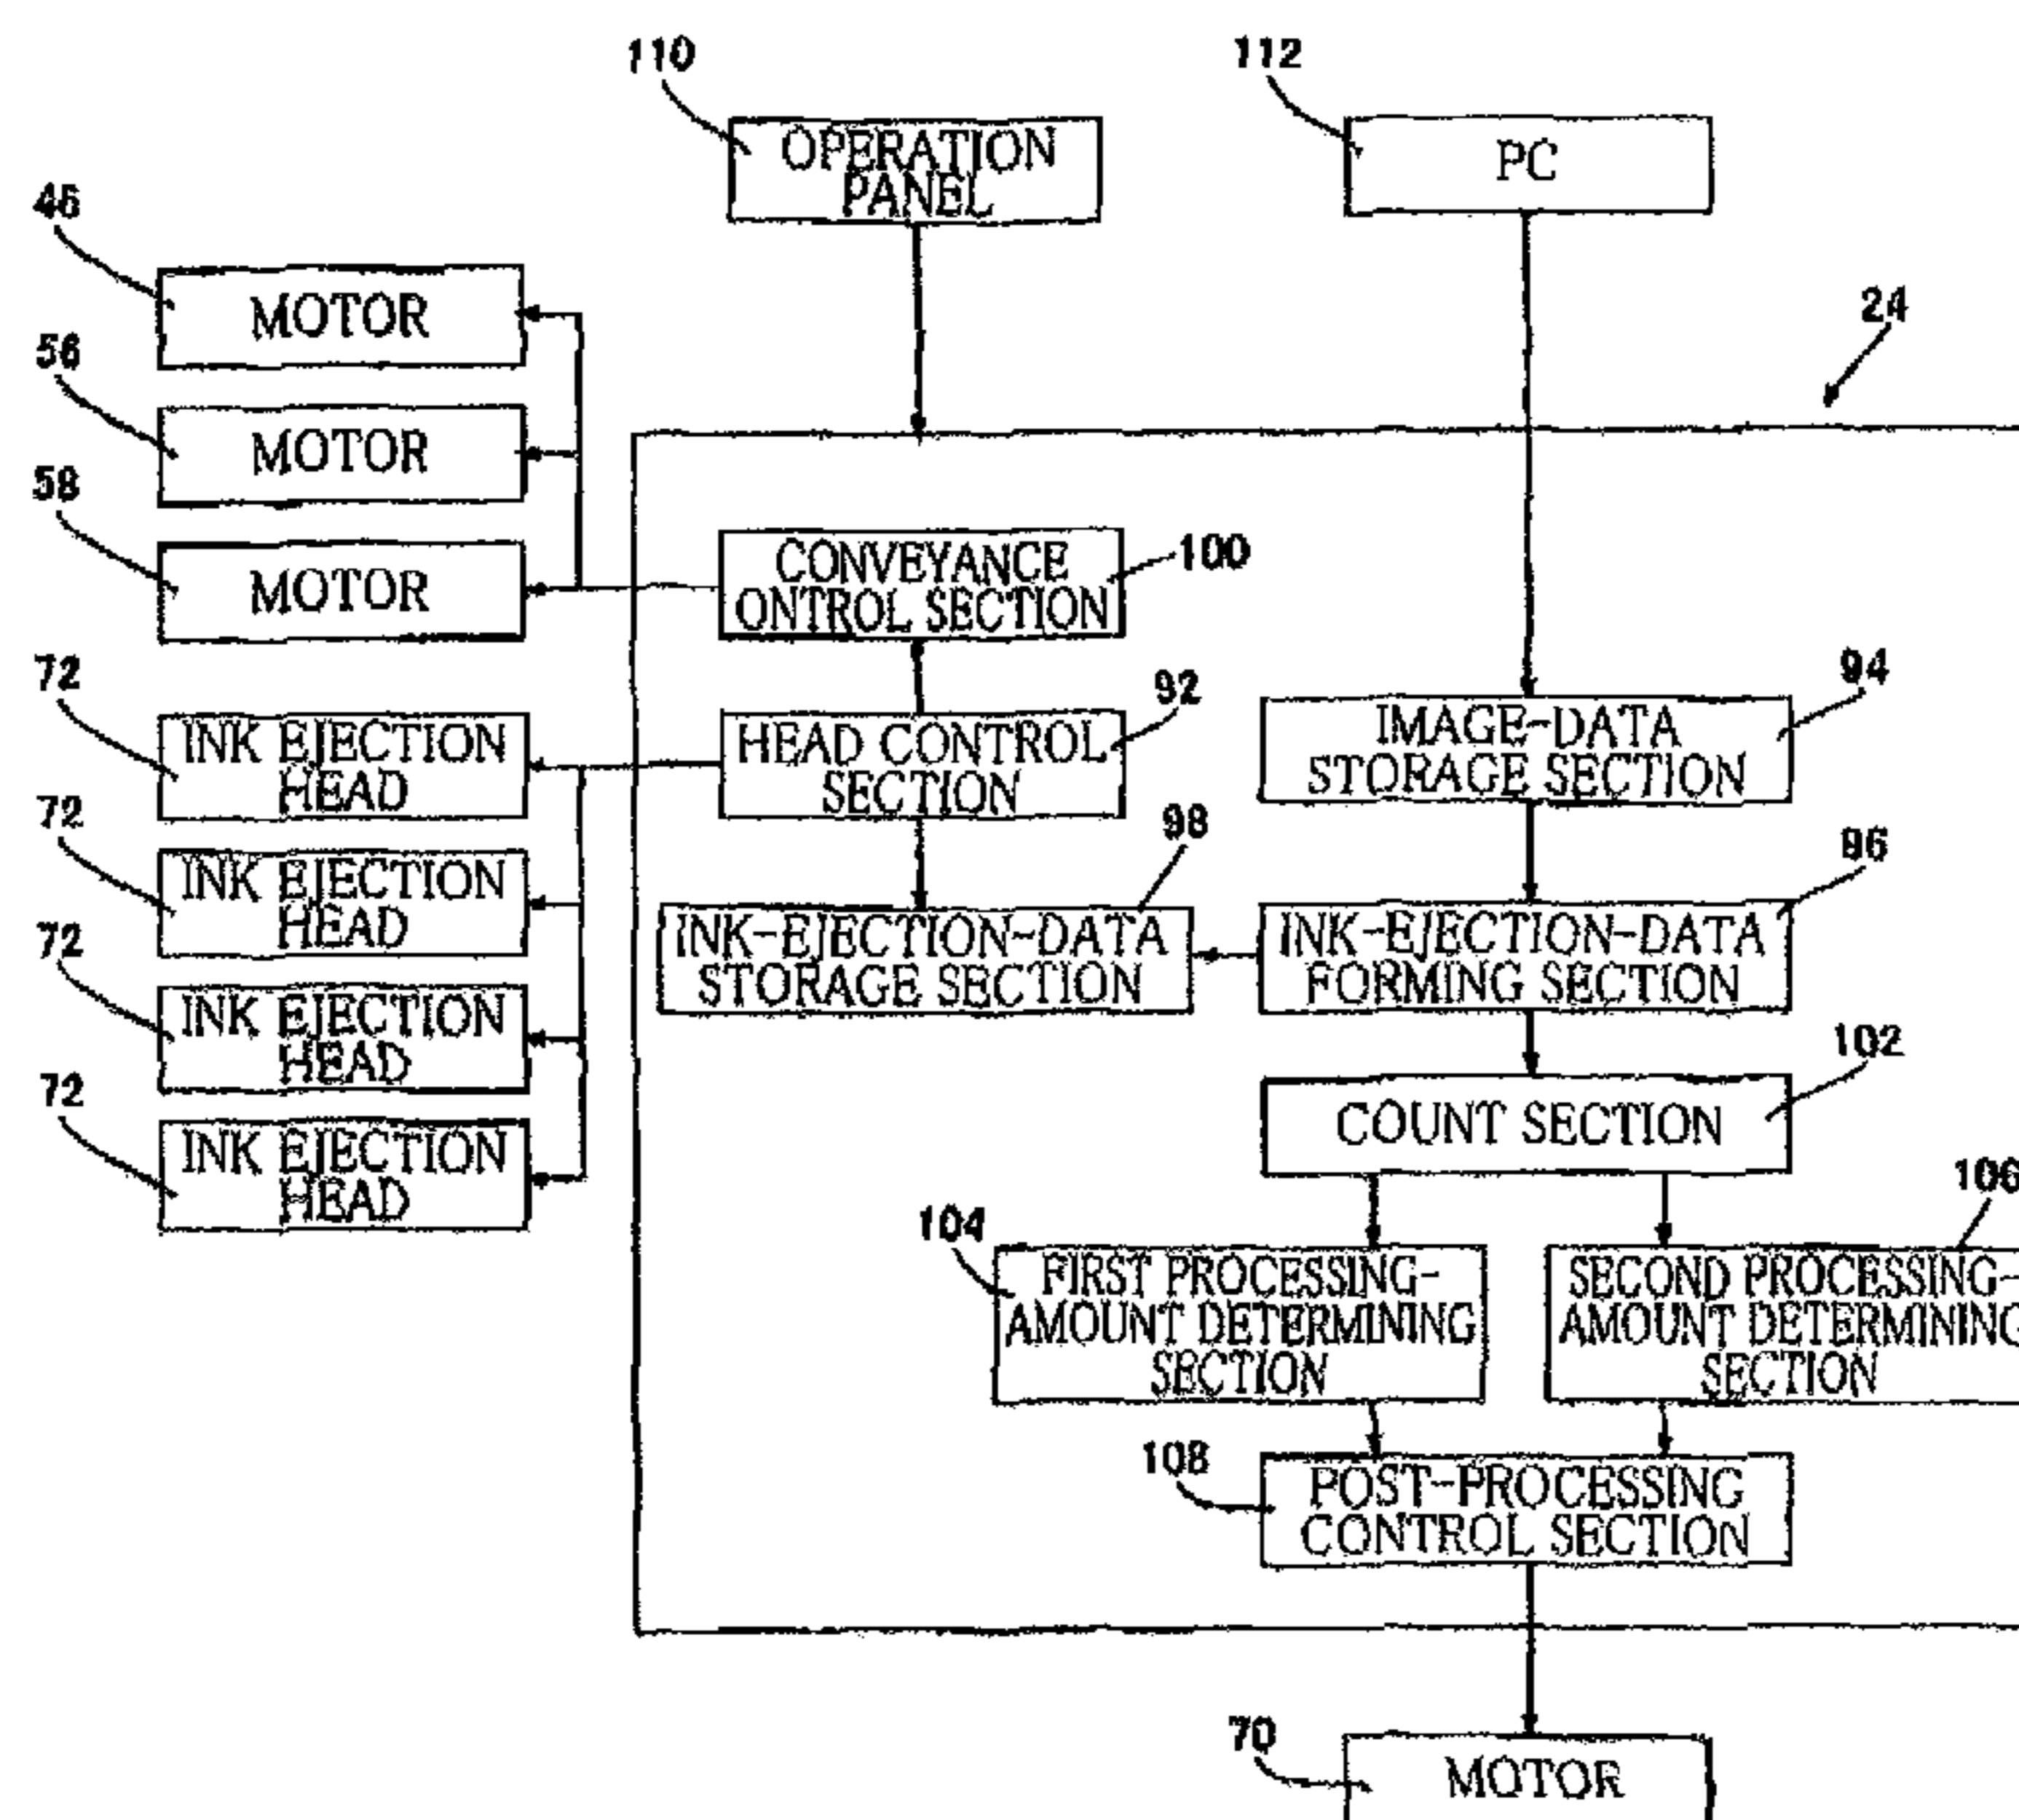 110
112
OPERATION
PANEL
PC
46
MOTOR
24
56
MOTOR
58
MOTOR
CONVEYANCE
ONTROL SECTION
100
72
INK EJECTION
HEAD
HEAD CONTROL
SECTION
92
IMAGE-DATA
STORAGE SECTION
94
72
INK EJECTION
HEAD
98
96
INK-EJECTION-DATA
STORAGE SECTION
INK-EJECTION-DATA
FORMING SECTION
72
INK EJECTION
HEAD
102
COUNT SECTION
72
INK EJECTION
HEAD
104
106
FIRST PROCESSING-
AMOUNT DETERMINING
SECTION
SECOND PROCESSING-
AMOUNT DETERMINING
SECTION
108
POST-PROCESSING
CONTROL SECTION
70
MOTOR